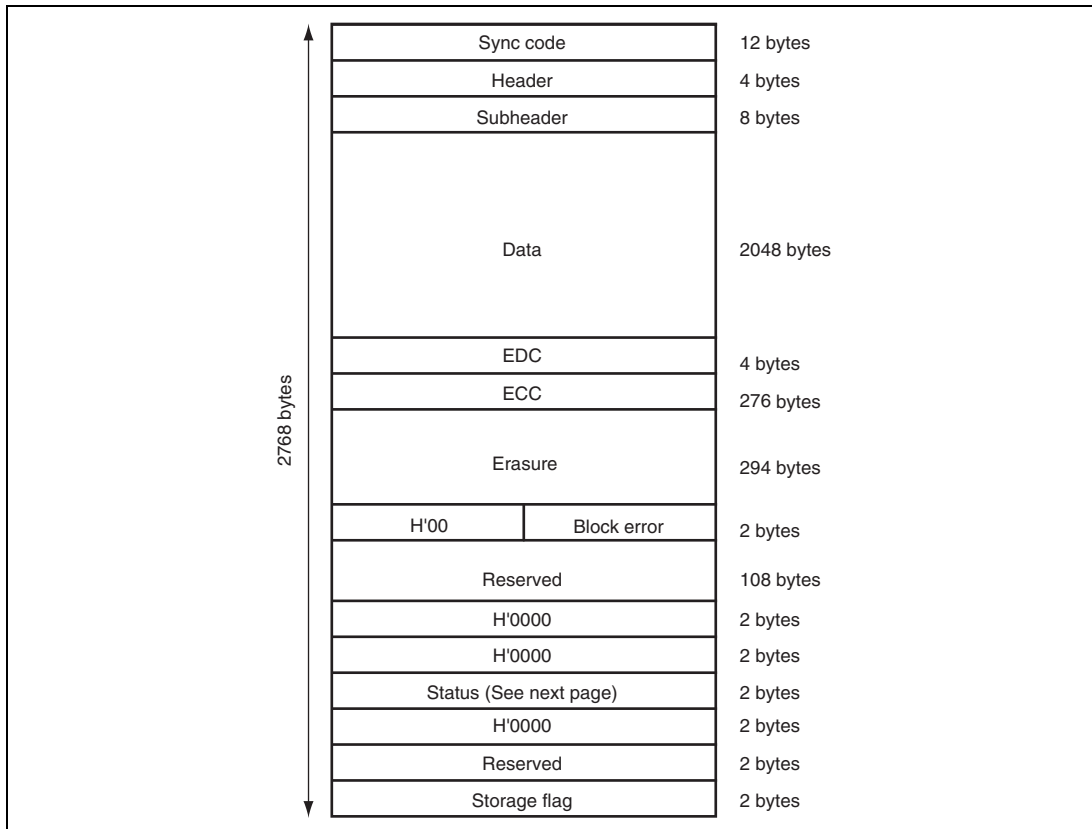 Sync code 12 bytes
Header 4 bytes
Subheader 8 bytes
Data 2048 bytes
EDC 4 bytes
ECC 276 bytes
2768 bytes
Erasure 294 bytes
H'00 Block error 2 bytes
Reserved 108 bytes
H'0000 2 bytes
H'0000 2 bytes
Status (See next page) 2 bytes
H'0000 2 bytes
Reserved 2 bytes
Storage flag 2 bytes